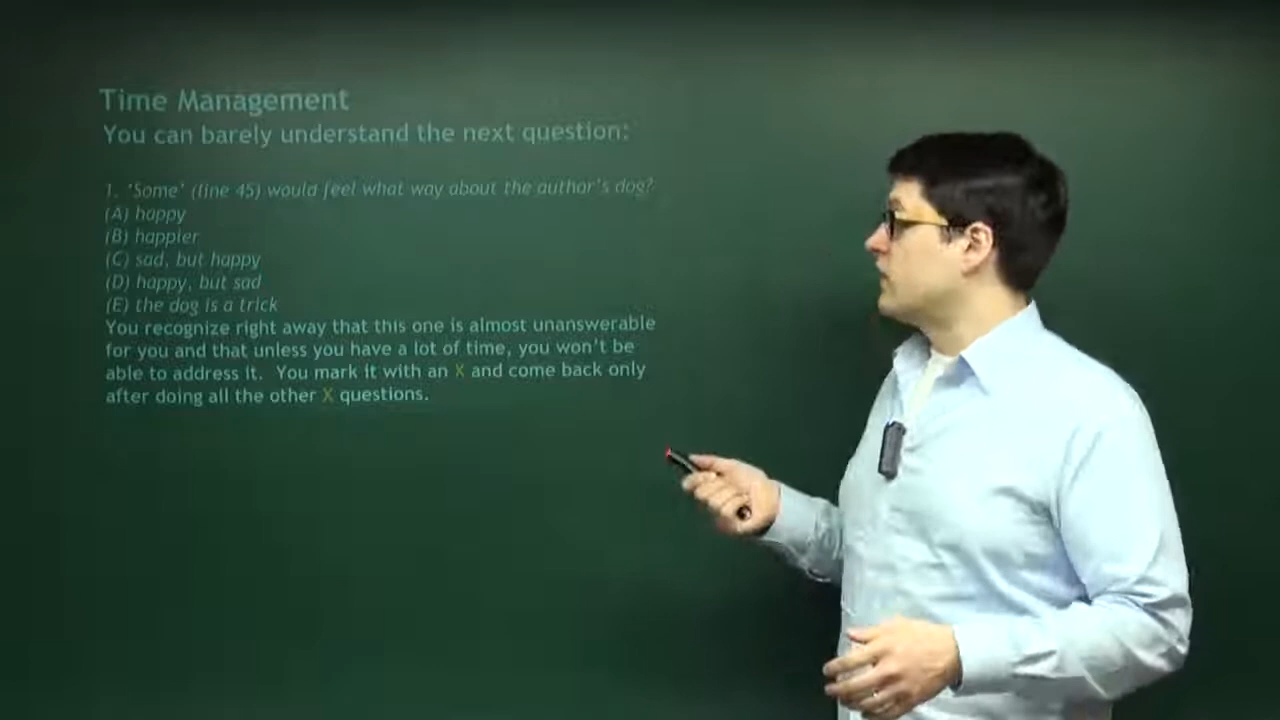 Time Management
You can barely understand the next question:
1. 'Some' (line 45) would feel what way about the author's dog?
(A) happy
(B) happier
(C) sad, but happy
(D) happy, but sad
(E) the dog is a trick
You recognize right away that this one is almost unanswerable
for you and that unless you have a lot of time, you won't be
able to address it. You mark it with an X and come back only
after doing all the other X questions.